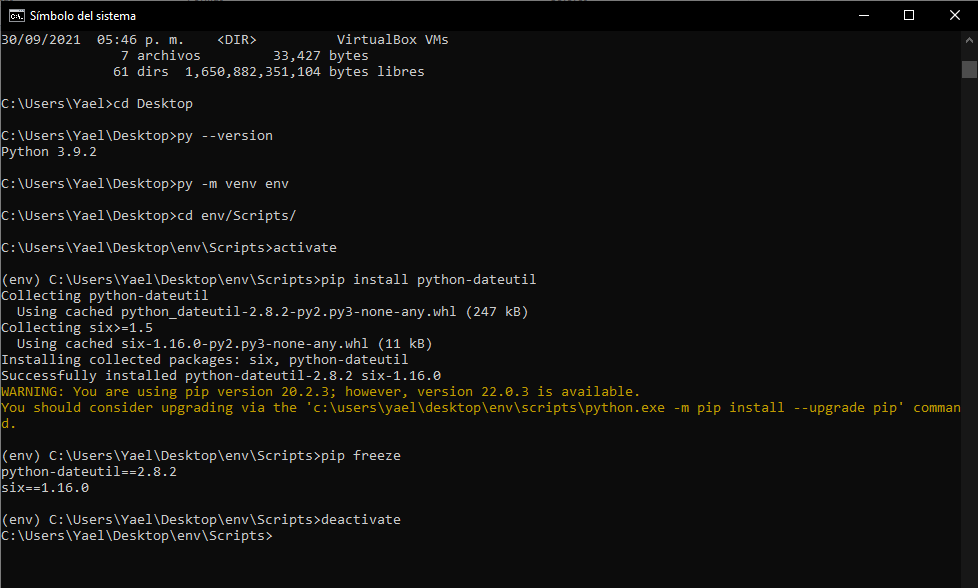 Símbolo del sistema
30/09/2021  05:46 p. m.    <DIR>          VirtualBox VMs
               7 archivos         33,427 bytes
              61 dirs  1,650,882,351,104 bytes libres
C:\Users\Yael>cd Desktop
C:\Users\Yael\Desktop>py --version
Python 3.9.2
C:\Users\Yael\Desktop>py -m venv env
C:\Users\Yael\Desktop>cd env/Scripts/
C:\Users\Yael\Desktop\env\Scripts>activate
(env) C:\Users\Yael\Desktop\env\Scripts>pip install python-dateutil
Collecting python-dateutil
  Using cached python_dateutil-2.8.2-py2.py3-none-any.whl (247 kB)
Collecting six>=1.5
  Using cached six-1.16.0-py2.py3-none-any.whl (11 kB)
Installing collected packages: six, python-dateutil
Successfully installed python-dateutil-2.8.2 six-1.16.0
WARNING: You are using pip version 20.2.3; however, version 22.0.3 is available.
You should consider upgrading via the 'c:\users\yael\desktop\env\scripts\python.exe -m pip install --upgrade pip' comman
d.
(env) C:\Users\Yael\Desktop\env\Scripts>pip freeze
python-dateutil==2.8.2
six==1.16.0
(env) C:\Users\Yael\Desktop\env\Scripts>deactivate
C:\Users\Yael\Desktop\env\Scripts>